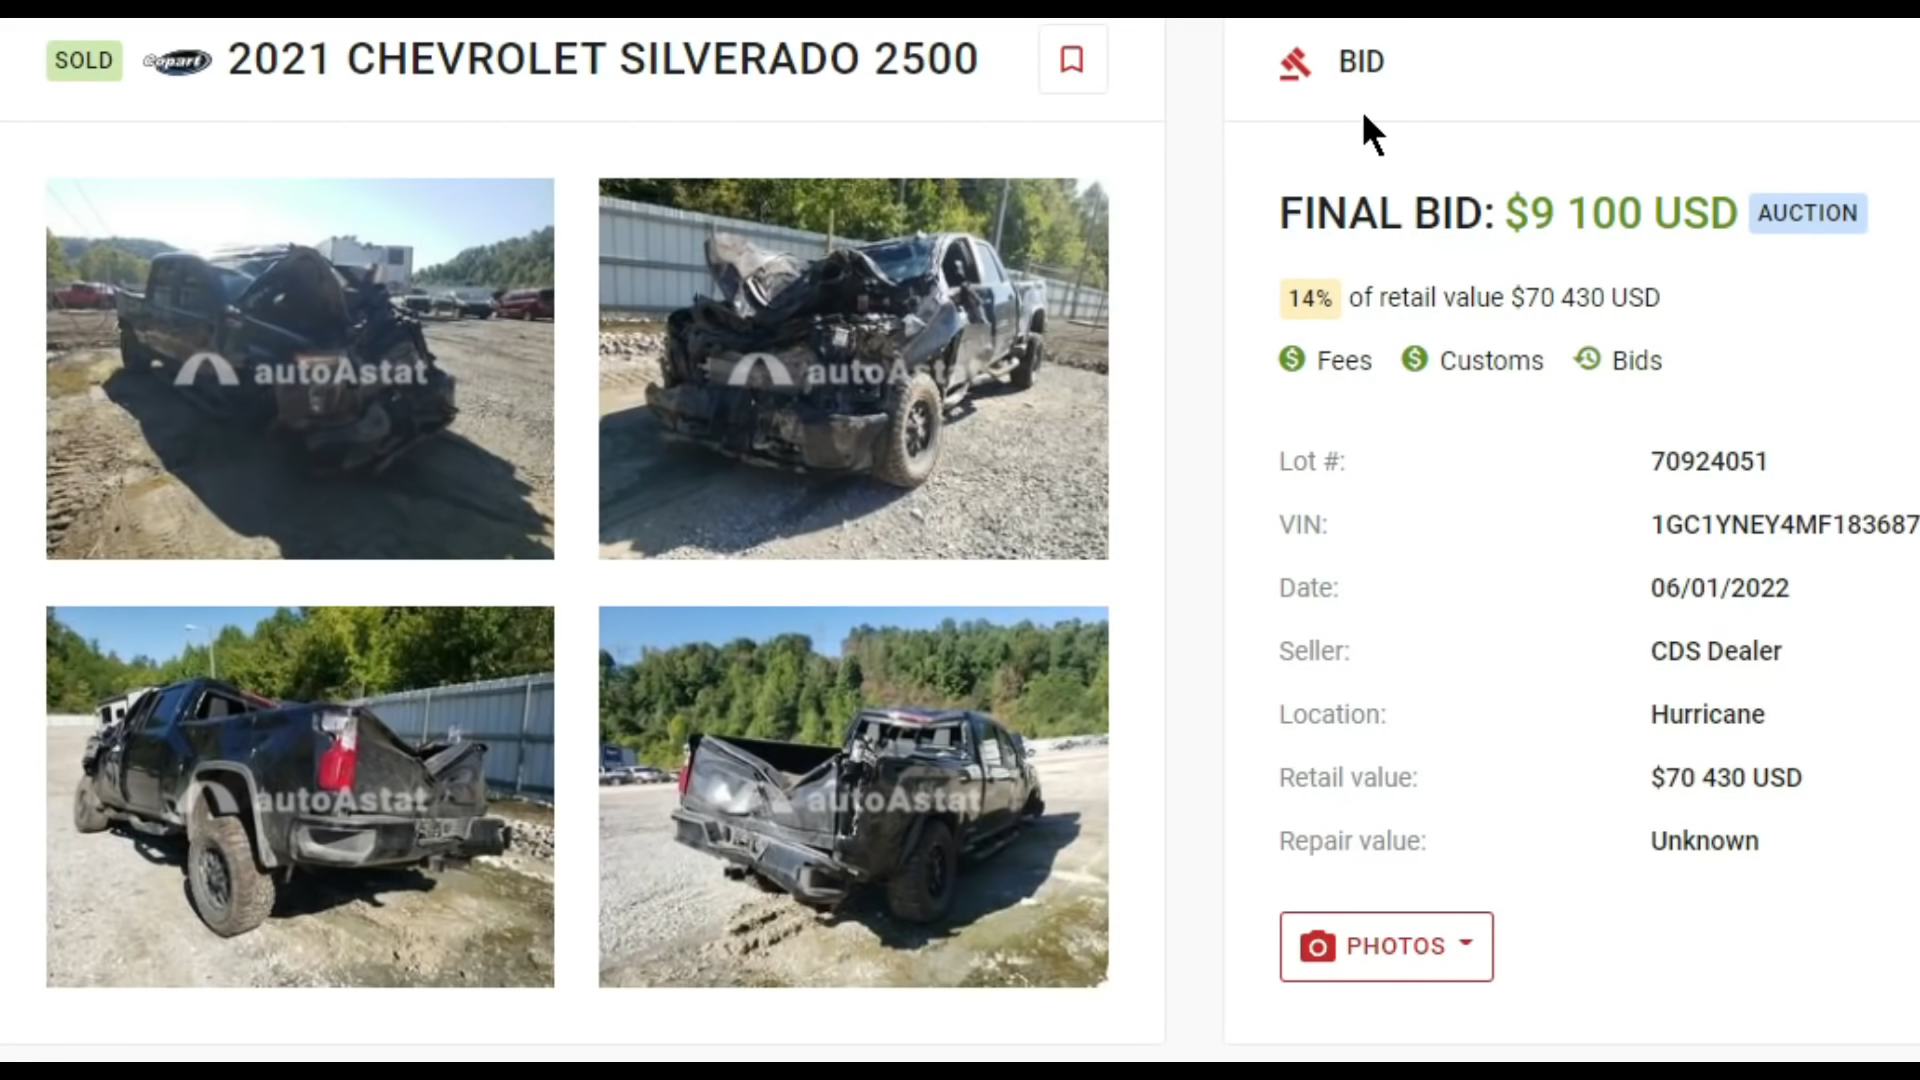 SOLD Copart 2021 CHEVROLET SILVERADO 2500
autoAstat
autoAstat
autoAstat
autoAstat
BID
FINAL BID: $9 100 USD AUCTION
14% of retail value $70 430 USD
Fees Customs Bids
Lot #: 70924051
VIN: 1GC1YNEY4MF183687
Date: 06/01/2022
Seller: CDS Dealer
Location: Hurricane
Retail value: $70 430 USD
Repair value: Unknown
PHOTOS